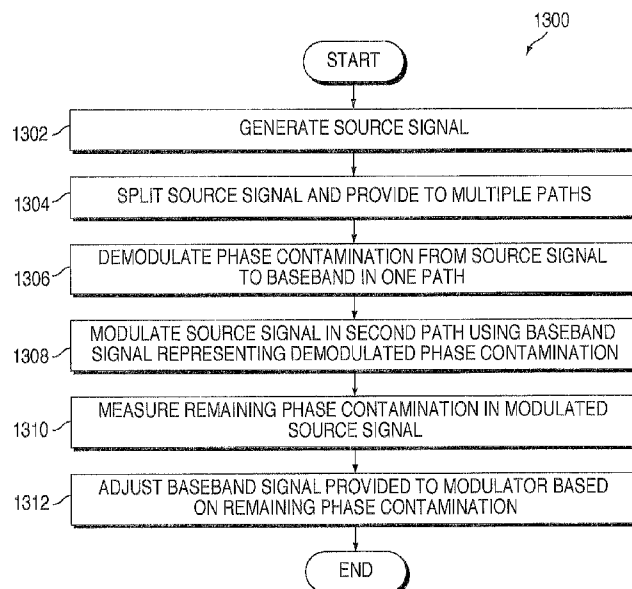 1300
START
1302
GENERATE SOURCE SIGNAL
1304
SPLIT SOURCE SIGNAL AND PROVIDE TO MULTIPLE PATHS
1306
DEMODULATE PHASE CONTAMINATION FROM SOURCE SIGNAL
TO BASEBAND IN ONE PATH
1308
MODULATE SOURCE SIGNAL IN SECOND PATH USING BASEBAND
SIGNAL REPRESENTING DEMODULATED PHASE CONTAMINATION
1310
MEASURE REMAINING PHASE CONTAMINATION IN MODULATED
SOURCE SIGNAL
1312
ADJUST BASEBAND SIGNAL PROVIDED TO MODULATOR BASED
ON REMAINING PHASE CONTAMINATION
END